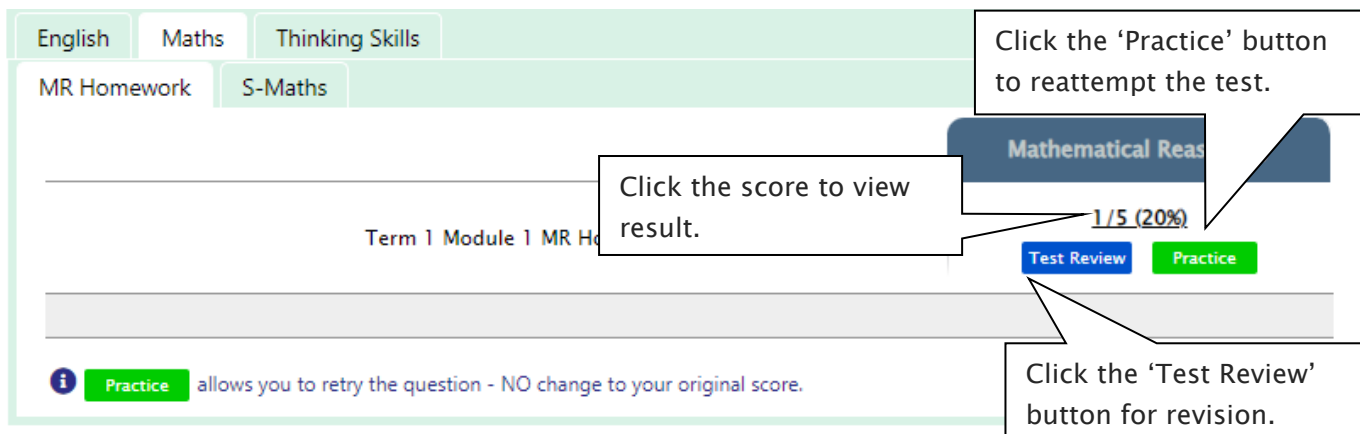 English Maths Thinking Skills
Click the ‘Practice’ button
to reattempt the test.
MR Homework S-Maths
Mathematical
Click the score to view
result.
1/5 (20%)
Term 1 Module 1 MR
Test Review Practice
Practice allows you to retry the question - NO change to your original score.
Click the ‘Test Review’
button for revision.